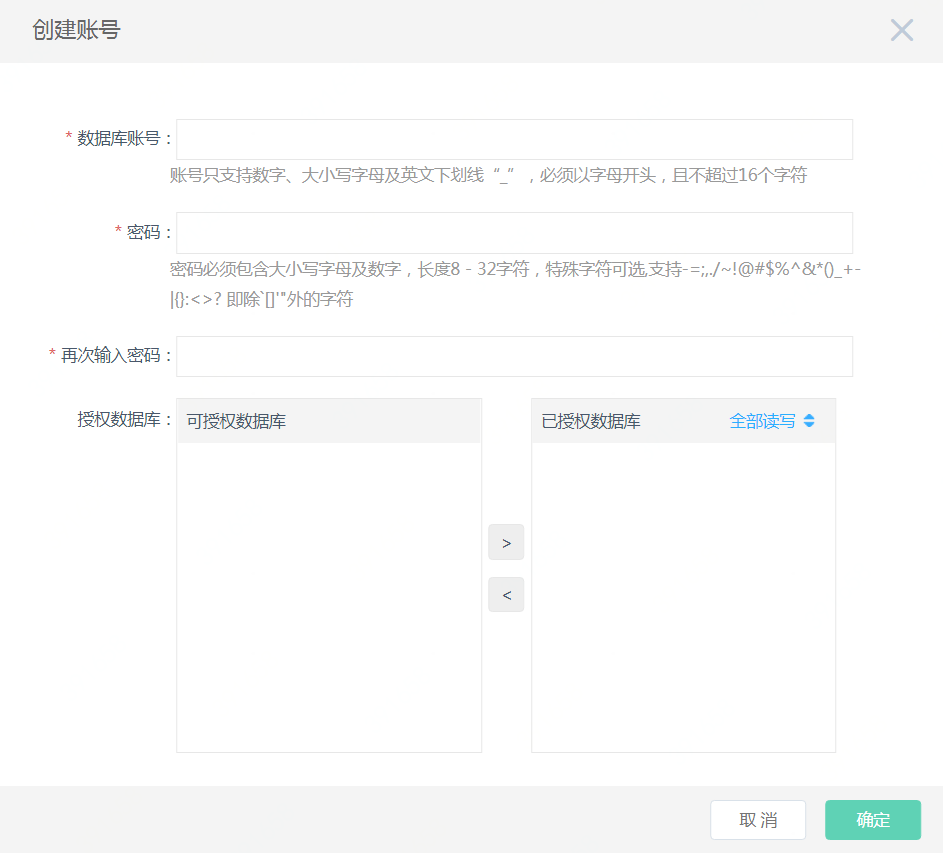 创建账号
* 数据库账号：
账号只支持数字、大小写字母及英文下划线“_”，必须以字母开头，且不超过16个字符
* 密码：
密码必须包含大小写字母及数字，长度8 - 32字符，特殊字符可选,支持-=;,./~!@#$%^&*()_+-
|{}:<>? 即除`[]'"外的字符
* 再次输入密码：
授权数据库： 可授权数据库 已授权数据库 全部读写
>
<
取 消 确定